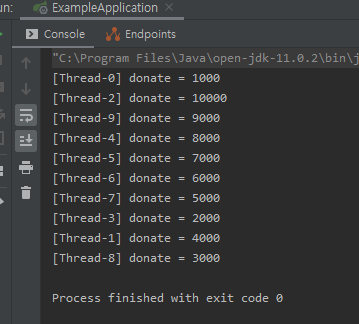 un: ExampleApplication ×
Console Endpoints
"C:\Program Files\Java\open-jdk-11.0.2\bin\j
[Thread-0] donate = 1000
[Thread-2] donate = 10000
[Thread-9] donate = 9000
[Thread-4] donate = 8000
[Thread-5] donate = 7000
[Thread-6] donate = 6000
[Thread-7] donate = 5000
[Thread-3] donate = 2000
[Thread-1] donate = 4000
[Thread-8] donate = 3000
Process finished with exit code 0